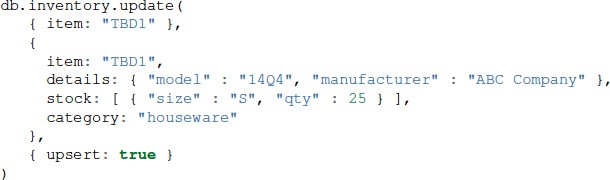 db.inventory.update(
   { item: "TBD1" },
   {
     item: "TBD1",
     details: { "model" : "14Q4", "manufacturer" : "ABC Company" },
     stock: [ { "size" : "S", "qty" : 25 } ],
     category: "houseware"
   },
   { upsert: true }
)